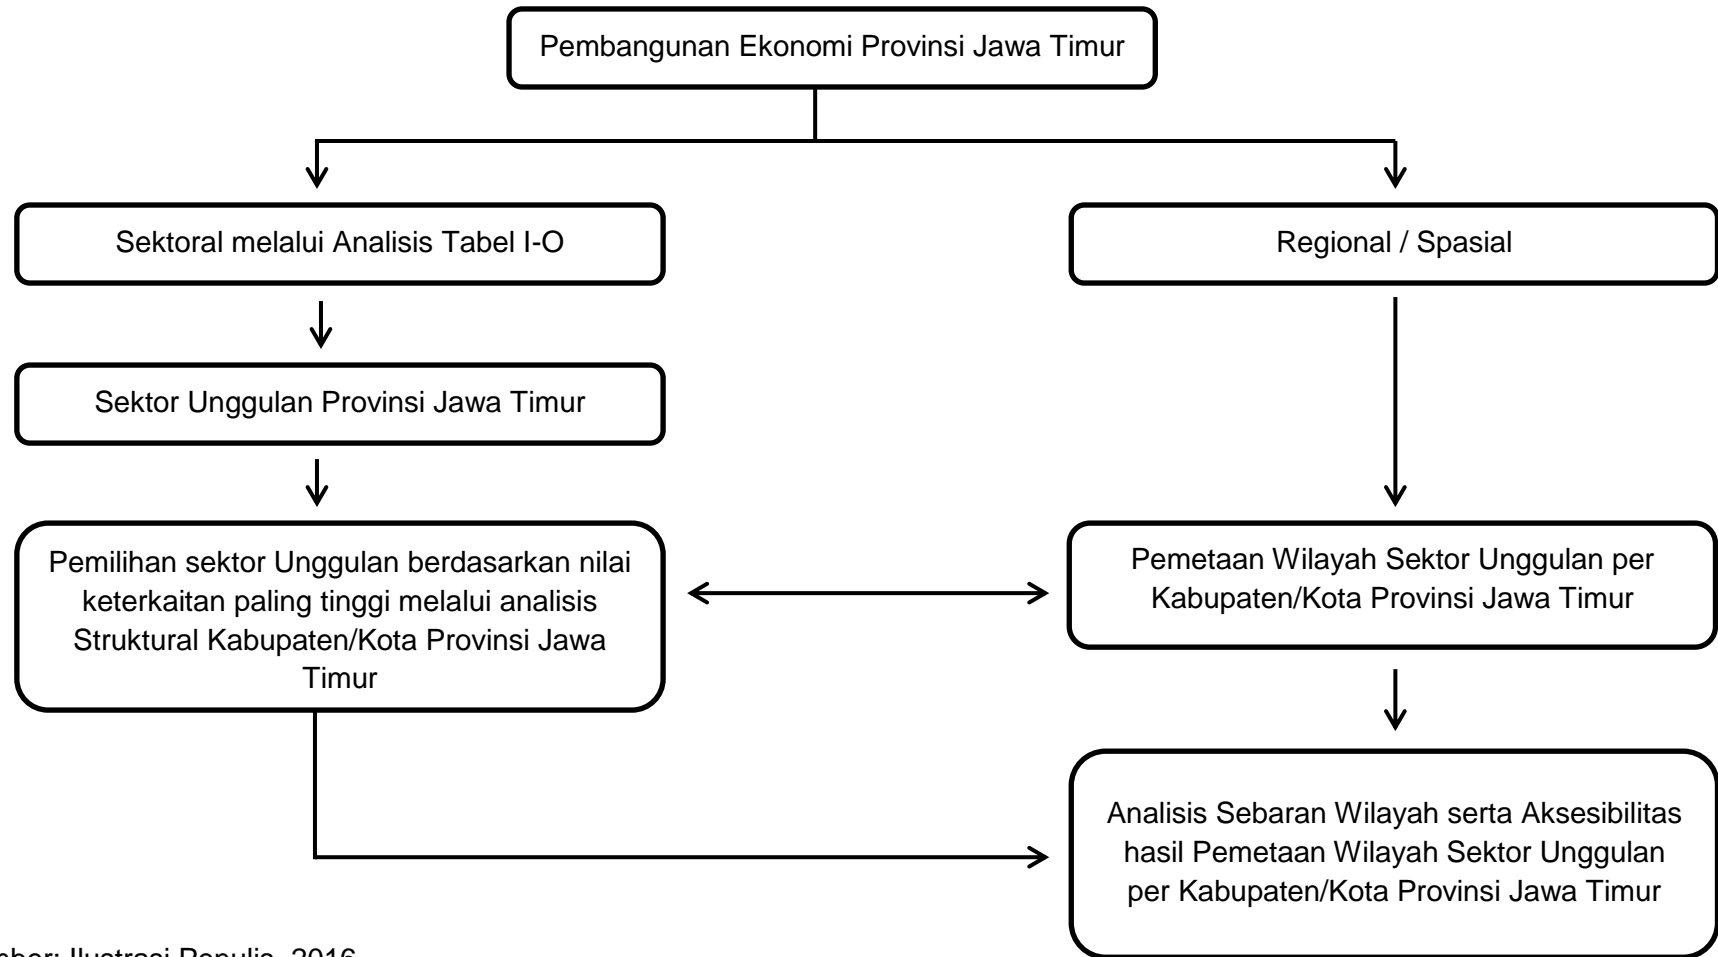 Pembangunan Ekonomi Provinsi Jawa Timur
Sektoral melalui Analisis Tabel I-O
Regional / Spasial
Sektor Unggulan Provinsi Jawa Timur
Pemilihan sektor Unggulan berdasarkan nilai
keterkaitan paling tinggi melalui analisis
Struktural Kabupaten/Kota Provinsi Jawa
Timur
Pemetaan Wilayah Sektor Unggulan per
Kabupaten/Kota Provinsi Jawa Timur
Analisis Sebaran Wilayah serta Aksesibilitas
hasil Pemetaan Wilayah Sektor Unggulan
per Kabupaten/Kota Provinsi Jawa Timur
Ilustrasi Penulis, 2016